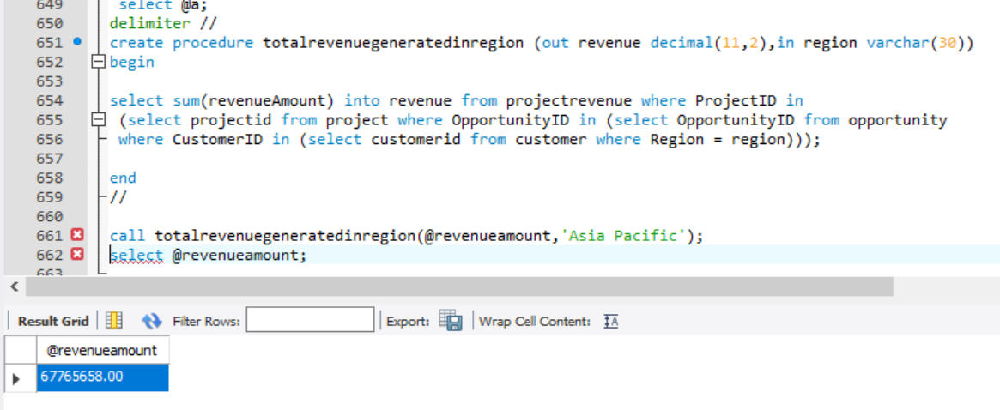 649 select @a;
650 delimiter //
651 create procedure totalrevenuegeneratedinregion (out revenue decimal(11,2),in region varchar(30))
652 begin
653
654 select sum(revenueAmount) into revenue from projectrevenue where ProjectID in
655 (select projectid from project where OpportunityID in (select OpportunityID from opportunity
656 where CustomerID in (select customerid from customer where Region = region)));
657
658 end
659 //
660
661 call totalrevenuegeneratedinregion(@revenueamount,'Asia Pacific');
662 select @revenueamount;
663
Result Grid Filter Rows: Export: Wrap Cell Content: IA
@revenueamount
67765658.00